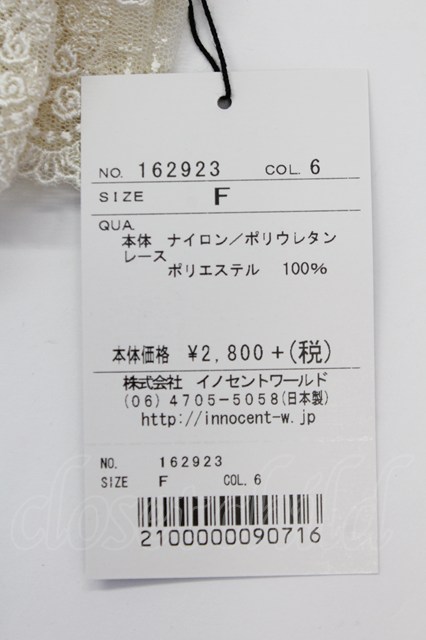 NO. 162923 COL. 6
SIZE F
QUA.
本体 ナイロン／ポリウレタン
レース
ポリエステル 100%
本体価格 ¥2,800+(税)
株式会社 イノセントワールド
(06) 4705-5058(日本製)
http://innocent-w.jp
NO. 162923
SIZE F COL. 6
2100000090716
closet child